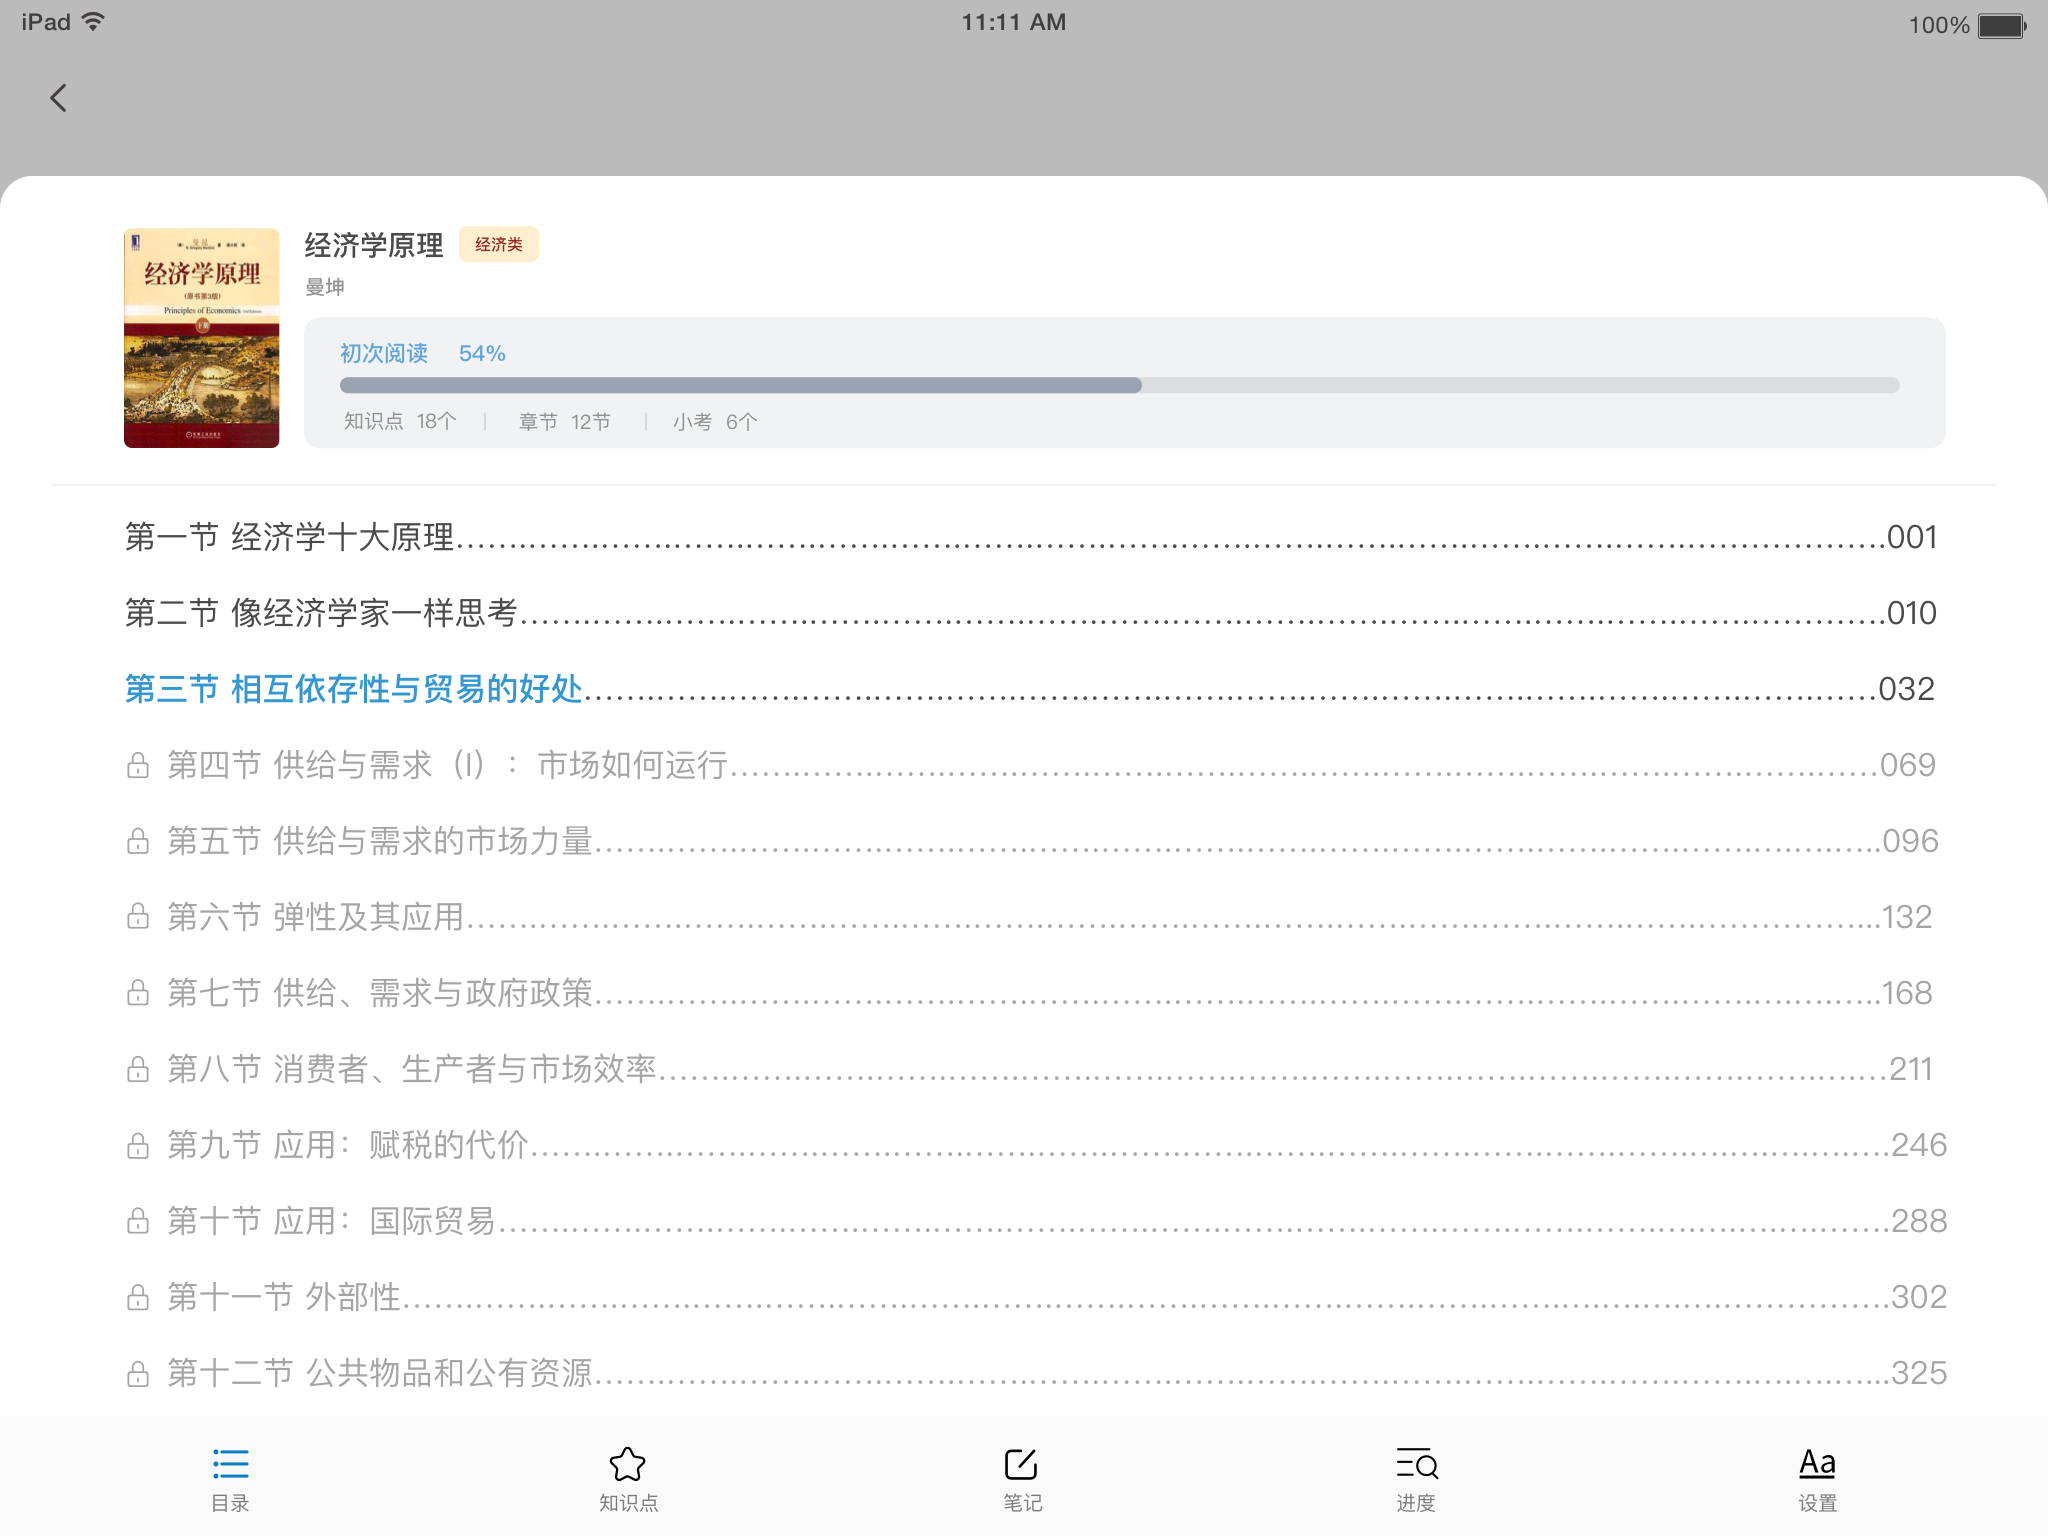 iPad 11:11 AM 100%
经济学原理
(原书第3版)
Principles of Economics
下册
经济学原理 经济类
曼坤
初次阅读 54%
知识点 18个 | 章节 12节 | 小考 6个
第一节 经济学十大原理 001
第二节 像经济学家一样思考 010
第三节 相互依存性与贸易的好处 032
第四节 供给与需求（I）：市场如何运行 069
第五节 供给与需求的市场力量 096
第六节 弹性及其应用 132
第七节 供给、需求与政府政策 168
第八节 消费者、生产者与市场效率 211
第九节 应用：赋税的代价 246
第十节 应用：国际贸易 288
第十一节 外部性 302
第十二节 公共物品和公有资源 325
目录 知识点 笔记 Aa
进度 设置